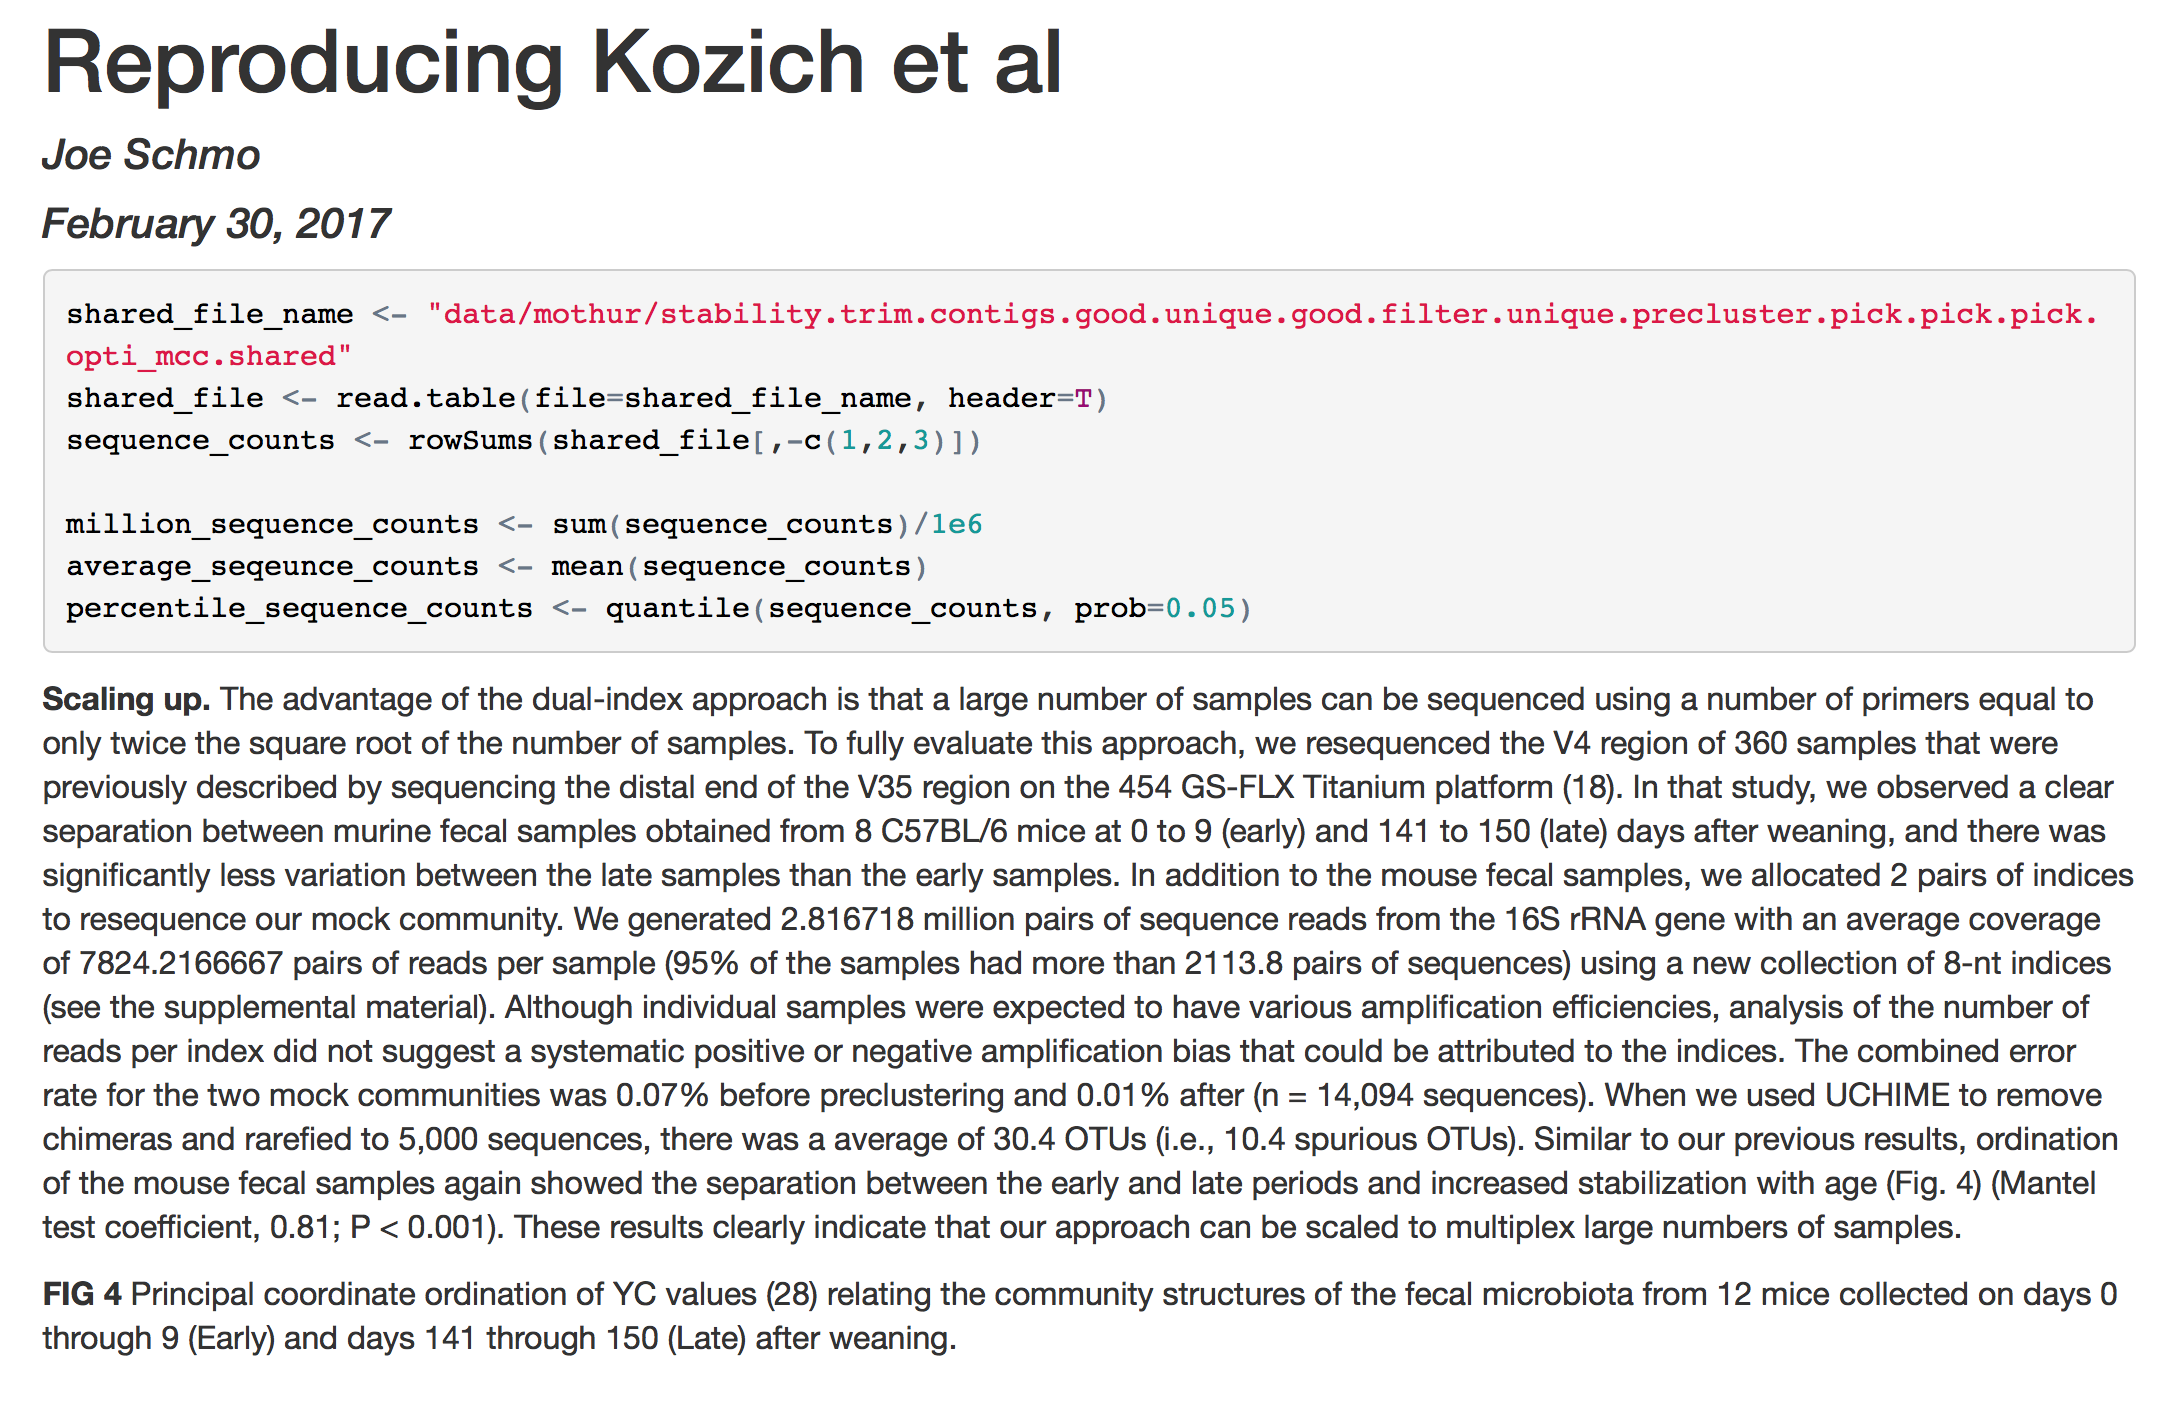 Reproducing Kozich et al
Joe Schmo
February 30, 2017
shared_file_name <- "data/mothur/stability.trim.contigs.good.unique.good.filter.unique.precluster.pick.pick.pick.
opti_mcc.shared"
shared_file <- read.table(file=shared_file_name, header=T)
sequence_counts <- rowSums(shared_file[,-c(1,2,3)])
million_sequence_counts <- sum(sequence_counts)/1e6
average_seqeunce_counts <- mean(sequence_counts)
percentile_sequence_counts <- quantile(sequence_counts, prob=0.05)
Scaling up. The advantage of the dual-index approach is that a large number of samples can be sequenced using a number of primers equal to
only twice the square root of the number of samples. To fully evaluate this approach, we resequenced the V4 region of 360 samples that were
previously described by sequencing the distal end of the V35 region on the 454 GS-FLX Titanium platform (18). In that study, we observed a clear
separation between murine fecal samples obtained from 8 C57BL/6 mice at 0 to 9 (early) and 141 to 150 (late) days after weaning, and there was
significantly less variation between the late samples than the early samples. In addition to the mouse fecal samples, we allocated 2 pairs of indices
to resequence our mock community. We generated 2.816718 million pairs of sequence reads from the 16S rRNA gene with an average coverage
of 7824.2166667 pairs of reads per sample (95% of the samples had more than 2113.8 pairs of sequences) using a new collection of 8-nt indices
(see the supplemental material). Although individual samples were expected to have various amplification efficiencies, analysis of the number of
reads per index did not suggest a systematic positive or negative amplification bias that could be attributed to the indices. The combined error
rate for the two mock communities was 0.07% before preclustering and 0.01% after (n = 14,094 sequences). When we used UCHIME to remove
chimeras and rarefied to 5,000 sequences, there was a average of 30.4 OTUs (i.e., 10.4 spurious OTUs). Similar to our previous results, ordination
of the mouse fecal samples again showed the separation between the early and late periods and increased stabilization with age (Fig. 4) (Mantel
test coefficient, 0.81; P < 0.001). These results clearly indicate that our approach can be scaled to multiplex large numbers of samples.
FIG 4 Principal coordinate ordination of YC values (28) relating the community structures of the fecal microbiota from 12 mice collected on days 0
through 9 (Early) and days 141 through 150 (Late) after weaning.